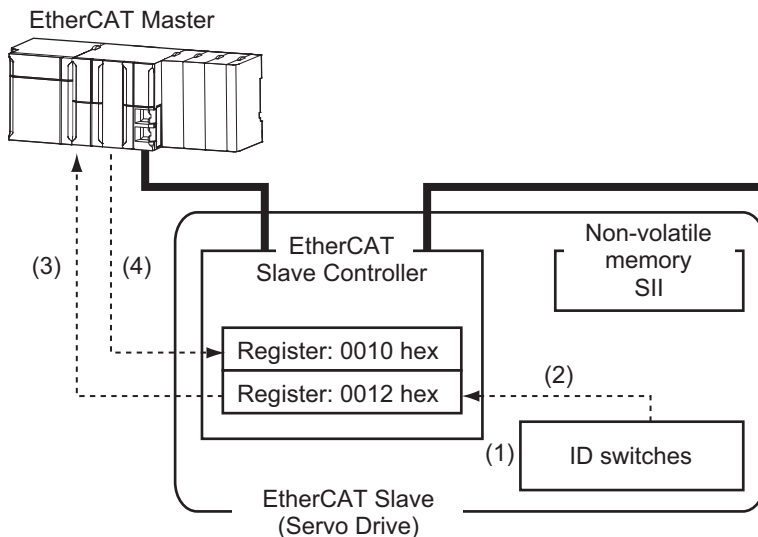 EtherCAT Master
(3)
(4)
EtherCAT
Slave Controller
Non-volatile
memory
SII
Register: 0010 hex
Register: 0012 hex
(2)
(1)
ID switches
EtherCAT Slave
(Servo Drive)